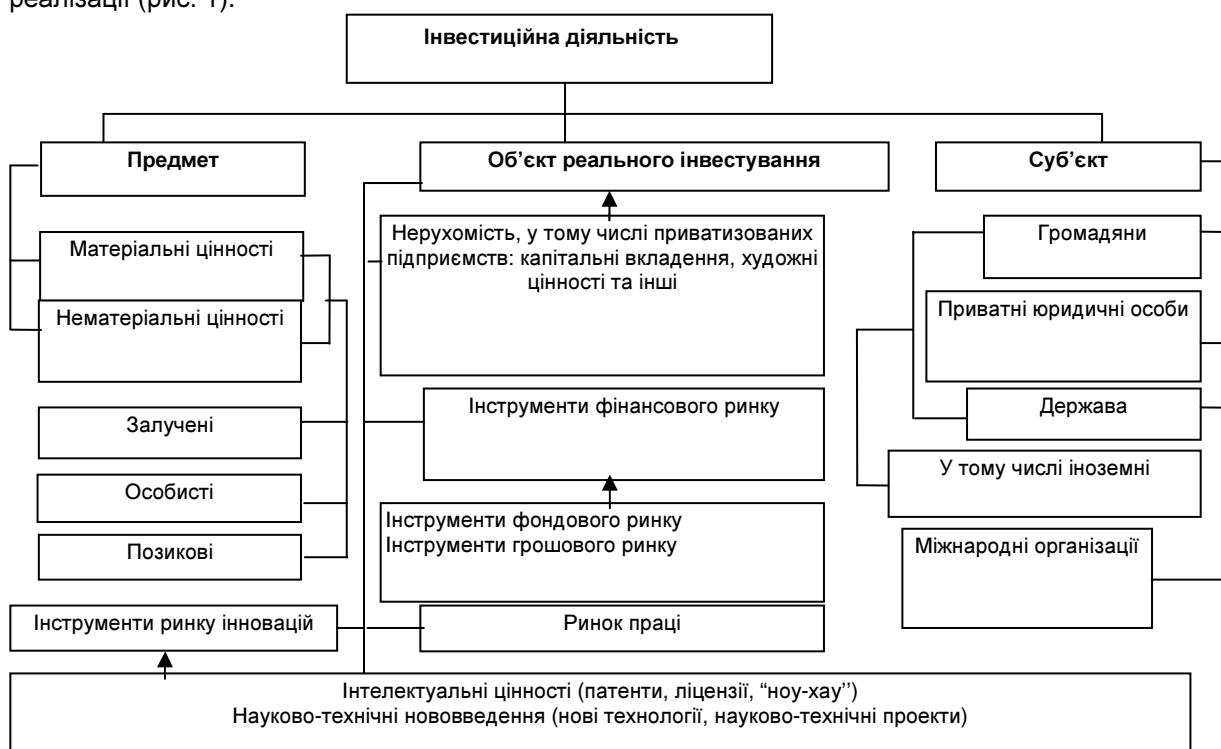 реалізації (рис. 1).
Інвестиційна діяльність
Предмет
Об’єкт реального інвестування
Суб’єкт
Матеріальні цінності
Нематеріальні цінності
Залучені
Особисті
Позикові
Нерухомість, у тому числі приватизованих
підприємств: капітальні вкладення, художні
цінності та інші
Інструменти фінансового ринку
Інструменти фондового ринку
Інструменти грошового ринку
Громадяни
Приватні юридичні особи
Держава
У тому числі іноземні
Міжнародні організації
Інструменти ринку інновацій
Ринок праці
Інтелектуальні цінності (патенти, ліцензії, “ноу-хау’’)
Науково-технічні нововведення (нові технології, науково-технічні проекти)